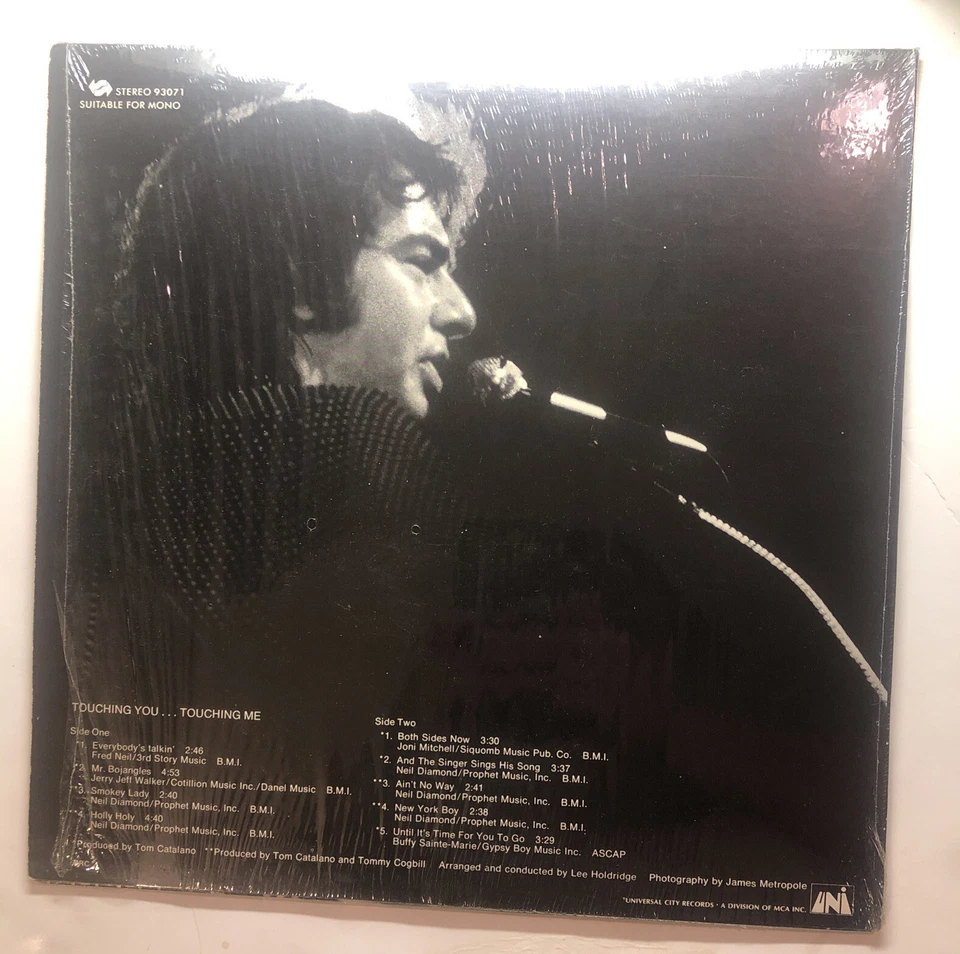 STEREO 93071
SUITABLE FOR MONO
TOUCHING YOU . . . TOUCHING ME
Side One
*1. Everybody's talkin' 2:46
Fred Neil/3rd Story Music B.M.I.
*2. Mr. Bojangles 4:53
Jerry Jeff Walker/Cotillion Music Inc./Danel Music B.M.I.
*3. Smokey Lady 2:40
Neil Diamond/Prophet Music, Inc. B.M.I.
*4. Holly Holy 4:40
Neil Diamond/Prophet Music, Inc. B.M.I.
Side Two
*1. Both Sides Now 3:30
Joni Mitchell/Siquomb Music Pub. Co. B.M.I.
*2. And The Singer Sings His Song 3:37
Neil Diamond/Prophet Music, Inc. B.M.I.
**3. Ain't No Way 2:41
Neil Diamond/Prophet Music, Inc. B.M.I.
**4. New York Boy 2:38
Neil Diamond/Prophet Music, Inc. B.M.I.
*5. Until It's Time For You To Go 3:29
Buffy Sainte-Marie/Gypsy Boy Music Inc. ASCAP
*Produced by Tom Catalano **Produced by Tom Catalano and Tommy Cogbill Arranged and conducted by Lee Holdridge Photography by James Metropole
UNIVERSAL CITY RECORDS · A DIVISION OF MCA INC.
UNI